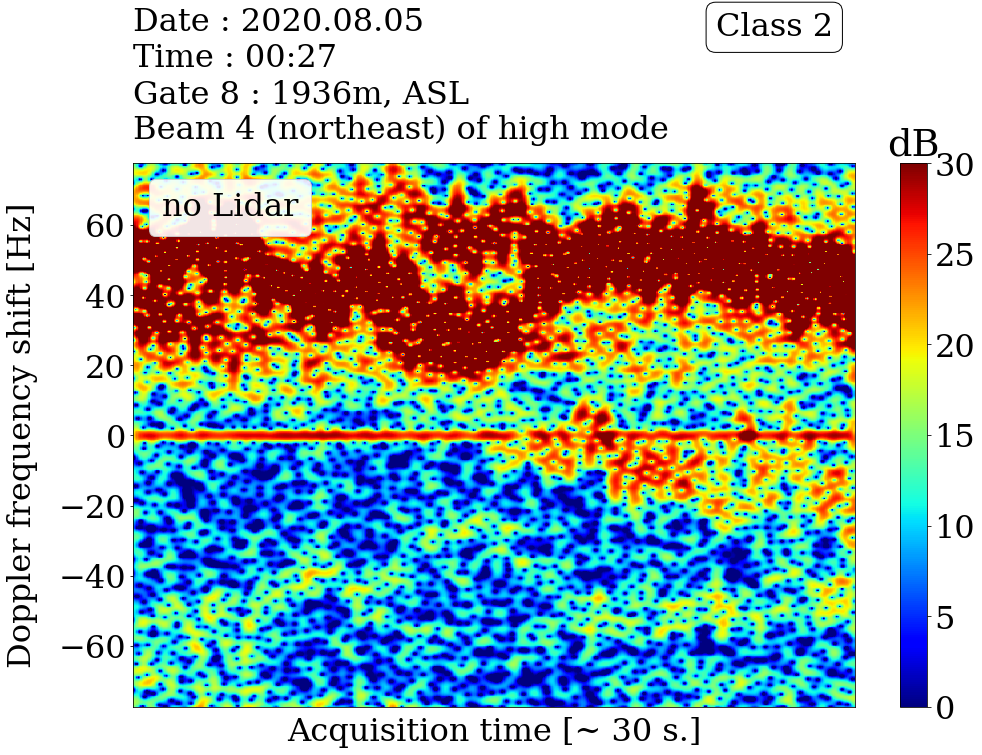 Date : 2020.08.05
Time : 00:27
Gate 8 : 1936m, ASL
Beam 4 (northeast) of high mode
Class 2
no Lidar
dB
30
25
20
15
10
5
0
Doppler frequency shift [Hz]
60
40
20
0
−20
−40
−60
Acquisition time [~ 30 s.]